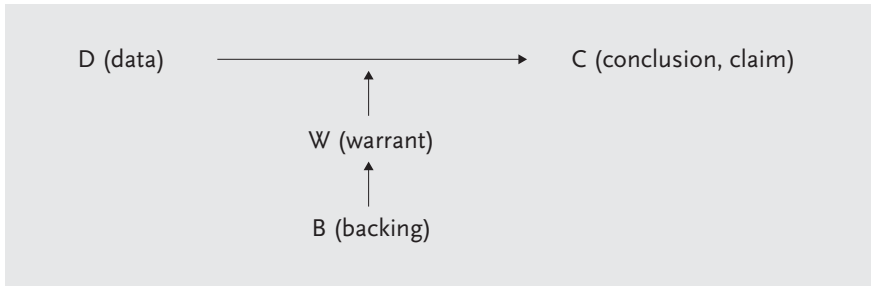 D (data)
C (conclusion, claim)
W (warrant)
B (backing)